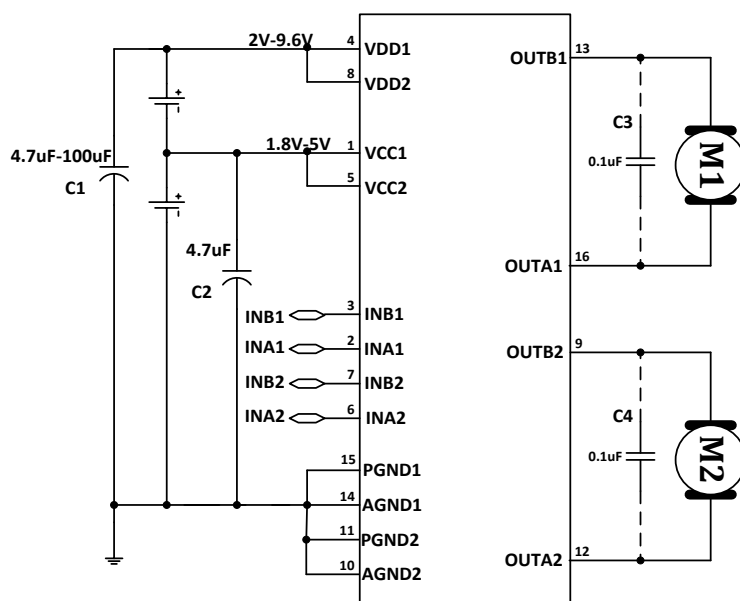 2V-9.6V
4
VDD1
8
VDD2
+
-
4.7uF-100uF
C1
1.8V-5V
1
VCC1
5
VCC2
+
-
4.7uF
C2
INB1
3
INB1
INA1
2
INA1
INB2
7
INB2
INA2
6
INA2
15
PGND1
14
AGND1
11
PGND2
10
AGND2
OUTB1
13
C3
0.1uF
M1
OUTA1
16
OUTB2
9
C4
0.1uF
M2
OUTA2
12